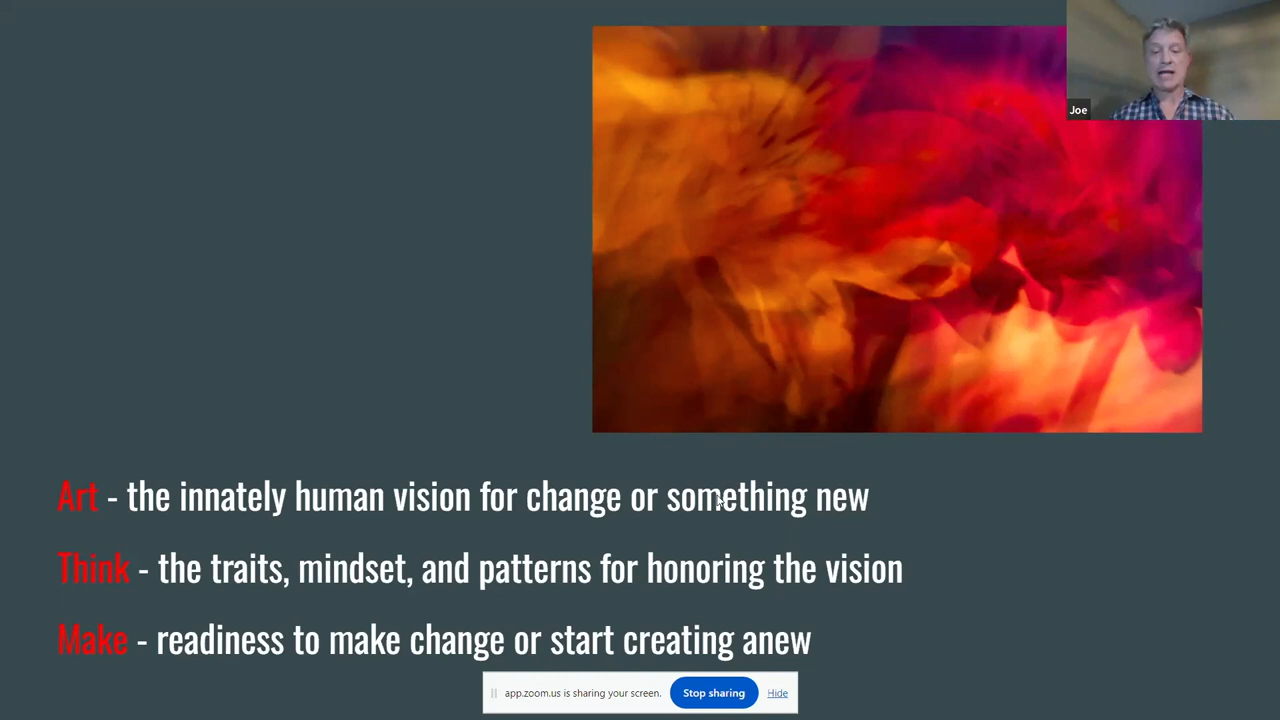 Joe
Art - the innately human vision for change or something new
Think - the traits, mindset, and patterns for honoring the vision
Make - readiness to make change or start creating anew
app.zoom.us is sharing your screen. Stop sharing Hide